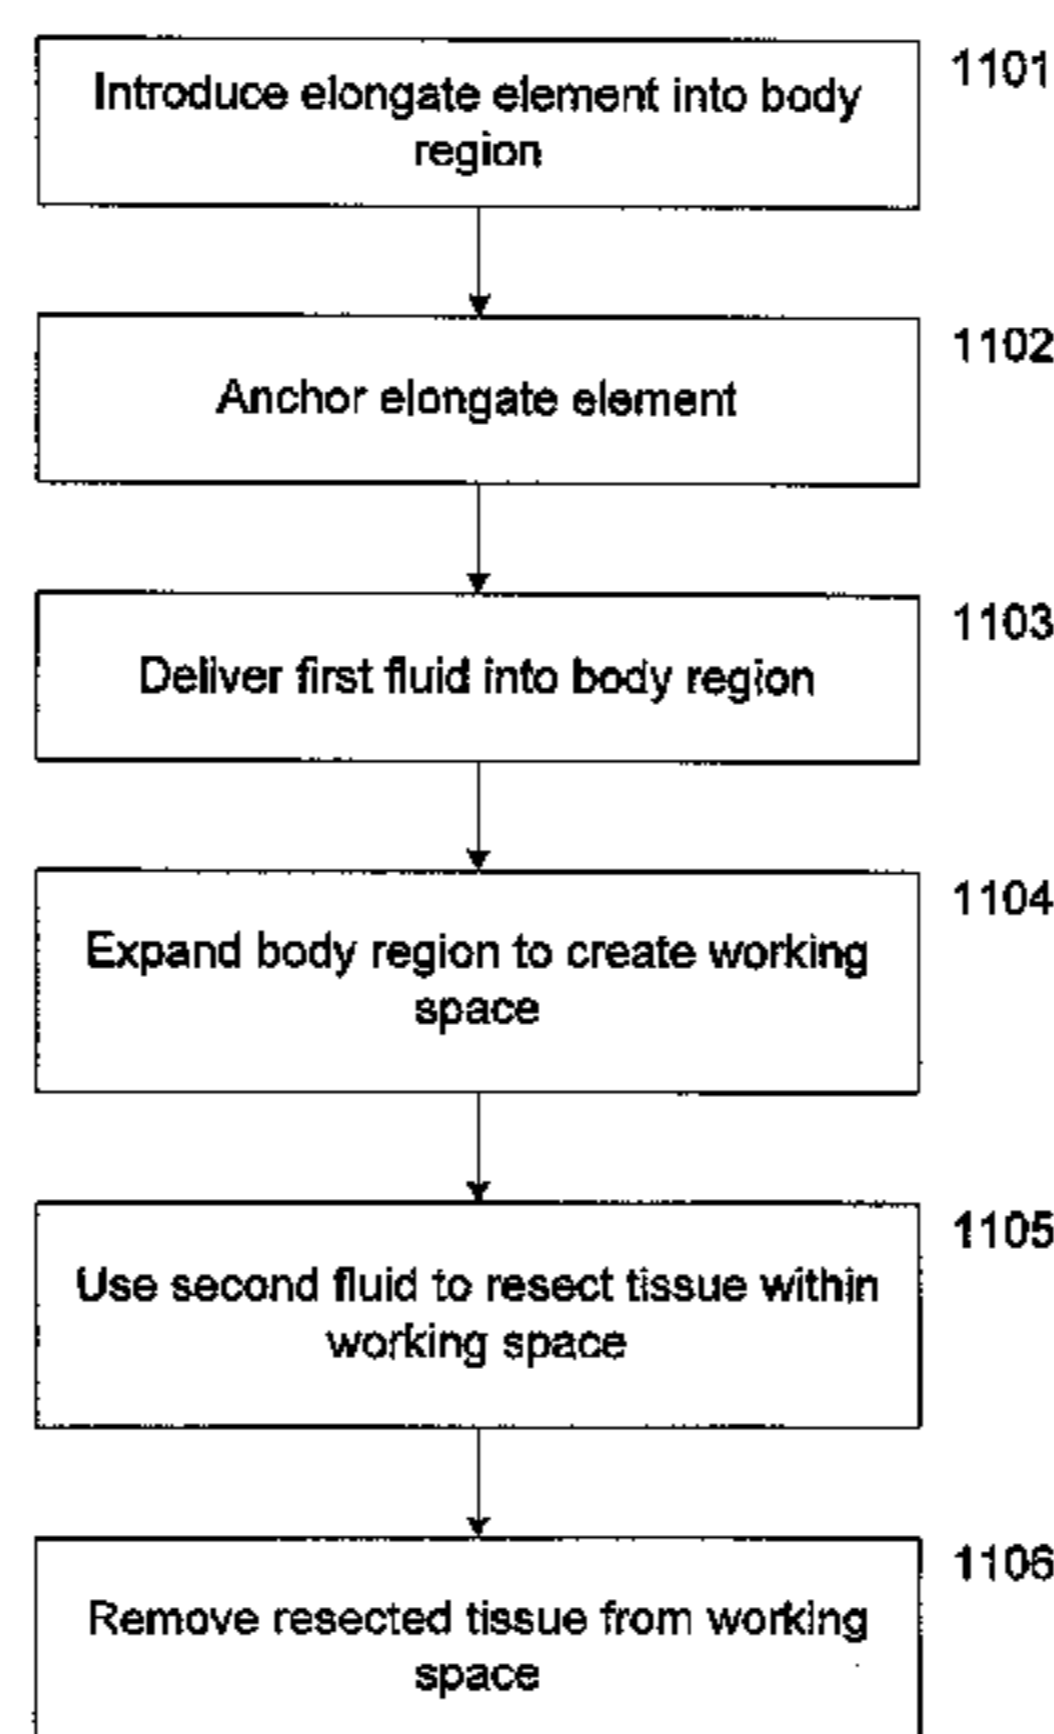 1101
Introduce elongate element into body
region
1102
Anchor elongate element
1103
Deliver first fluid into body region
1104
Expand body region to create working
space
1105
Use second fluid to resect tissue within
working space
1106
Remove resected tissue from working
space